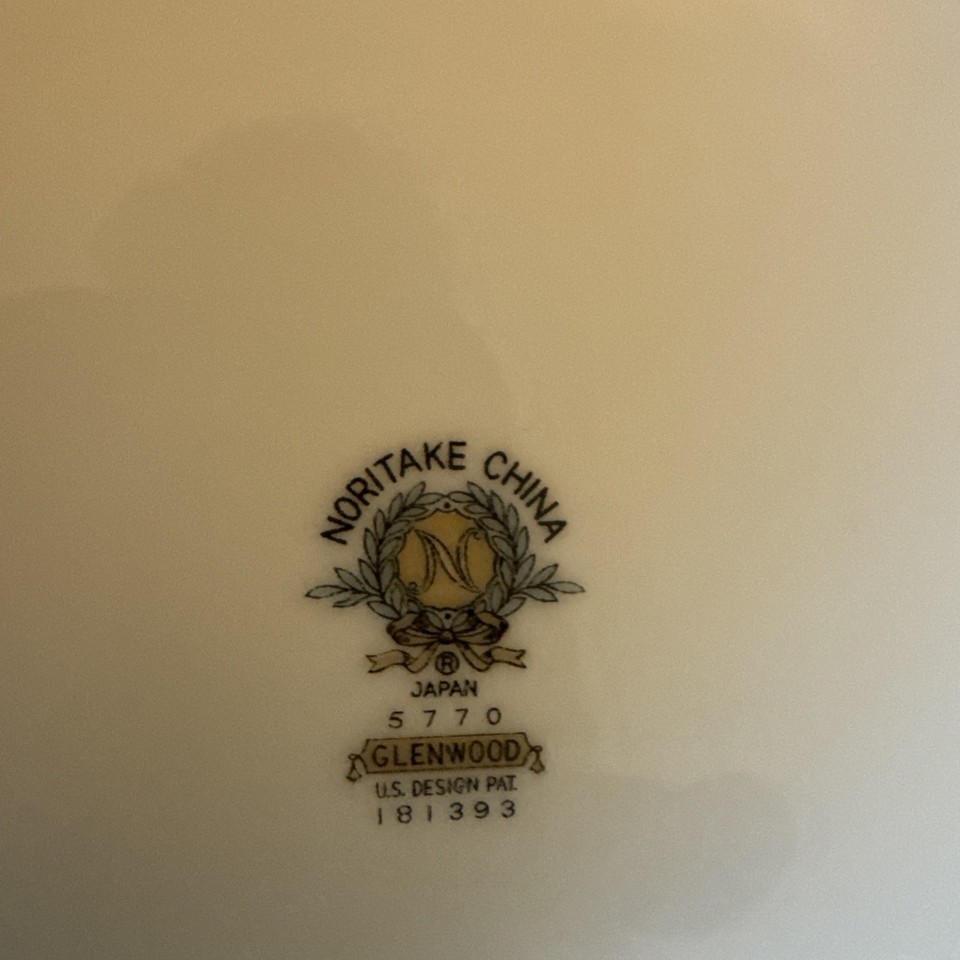 NORITAKE CHINA
N
®
JAPAN
5770
GLENWOOD
U.S. DESIGN PAT.
181393